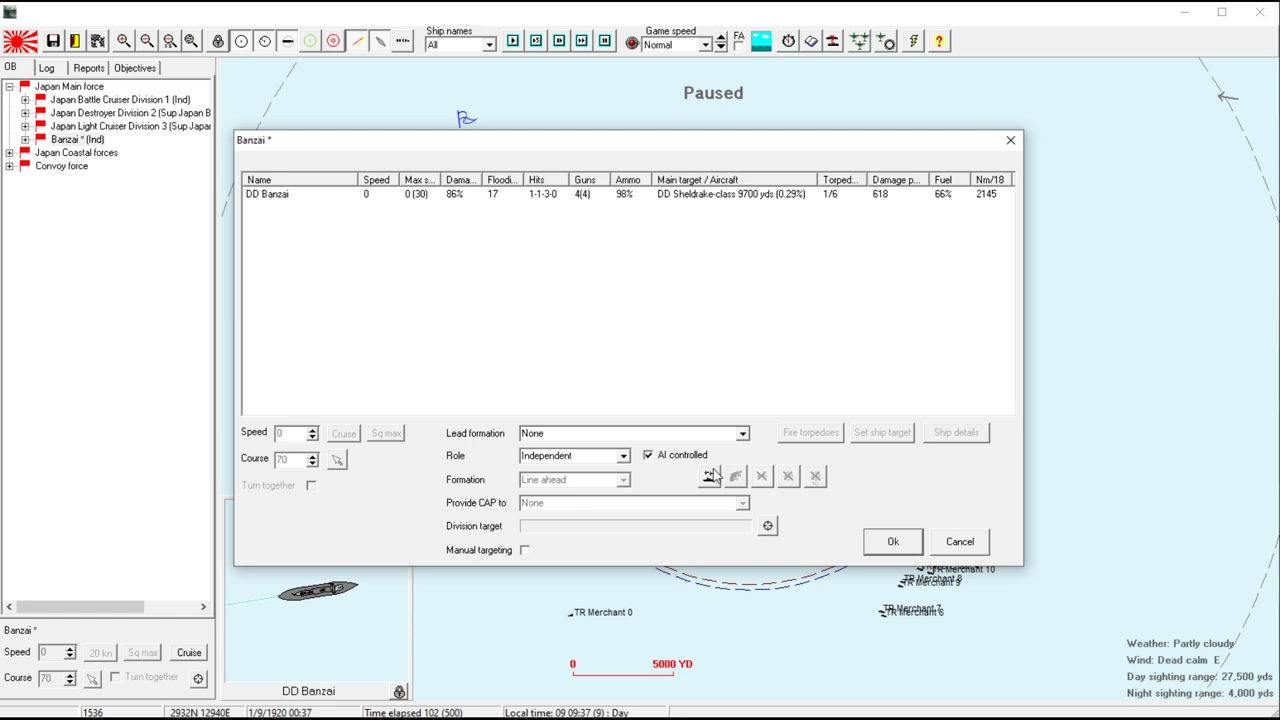 Ship names
All
Game speed
Normal
FA
OB Log Reports Objectives
Japan Main force
Japan Battle Cruiser Division 1 (Ind)
Japan Destroyer Division 2 (Sup Japan B
Japan Light Cruiser Division 3 (Sup Japar
Banzai * (Ind)
Japan Coastal forces
Convoy force
Paused
Banzai *
Name Speed Max s... Dama... Floodi... Hits Guns Ammo Main target / Aircraft Torped... Damage p... Fuel Nm/18
DD Banzai 0 0 (30) 86% 17 1-1-3-0 4(4) 98% DD Sheldrake-class 9700 yds (0.29%) 1/6 618 66% 2145
Speed 0 Cruise Sq max
Course 70
Turn together
Lead formation None
Role Independent AI controlled
Formation Line ahead
Provide CAP to None
Division target
Manual targeting
Fire torpedoes Set ship target Ship details
Ok Cancel
TR Merchant 10
TR Merchant 9
TR Merchant 8
TR Merchant 7
TR Merchant 6
TR Merchant 0
0 5000 YD
Weather: Partly cloudy
Wind: Dead calm E
Day sighting range: 27,500 yds
Night sighting range: 4,000 yds
Banzai *
Speed 0 20 kn Sq max Cruise
Course 70 Turn together
DD Banzai
1536 2932N 12940E 1/9/1920 00:37 Time elapsed 102 (500) Local time: 09 09:37 (9) : Day